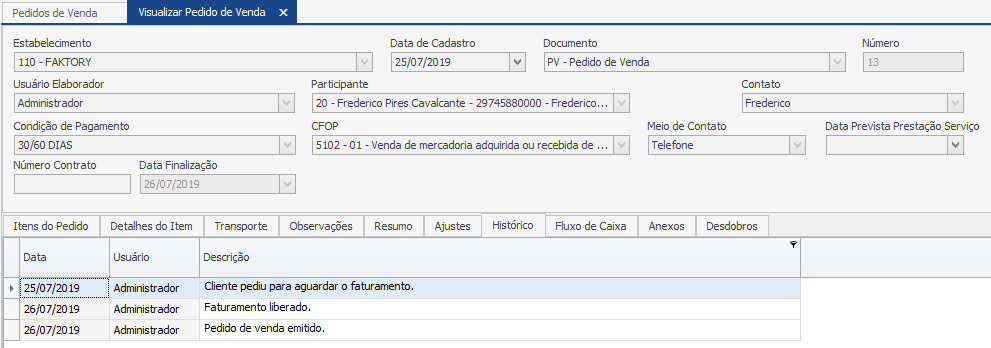 Pedidos de Venda Visualizar Pedido de Venda ×
Estabelecimento Data de Cadastro Documento Número
110 - FAKTORY 25/07/2019 PV - Pedido de Venda 13
Usuário Elaborador Participante Contato
Administrador 20 - Frederico Pires Cavalcante - 29745880000 - Frederico... Frederico
Condição de Pagamento CFOP Meio de Contato Data Prevista Prestação Serviço
30/60 DIAS 5102 - 01 - Venda de mercadoria adquirida ou recebida de ... Telefone
Número Contrato Data Finalização
26/07/2019
Itens do Pedido Detalhes do Item Transporte Observações Resumo Ajustes Histórico Fluxo de Caixa Anexos Desdobros
Data Usuário Descrição
25/07/2019 Administrador Cliente pediu para aguardar o faturamento.
26/07/2019 Administrador Faturamento liberado.
26/07/2019 Administrador Pedido de venda emitido.